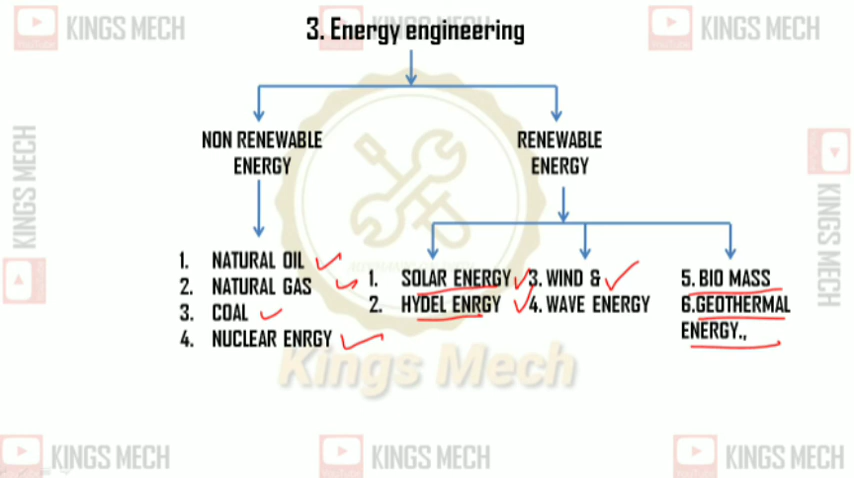 KINGS MECH
KINGS MECH
KINGS MECH
3. Energy engineering
NON RENEWABLE
ENERGY
RENEWABLE
ENERGY
1. NATURAL OIL
2. NATURAL GAS
3. COAL
4. NUCLEAR ENRGY
1. SOLAR ENERGY
2. HYDEL ENRGY
3. WIND &
4. WAVE ENERGY
5. BIO MASS
6.GEOTHERMAL
ENERGY.,
KINGS MECH
KINGS MECH
Kings Mech
KINGS MECH
KINGS MECH
KINGS MECH